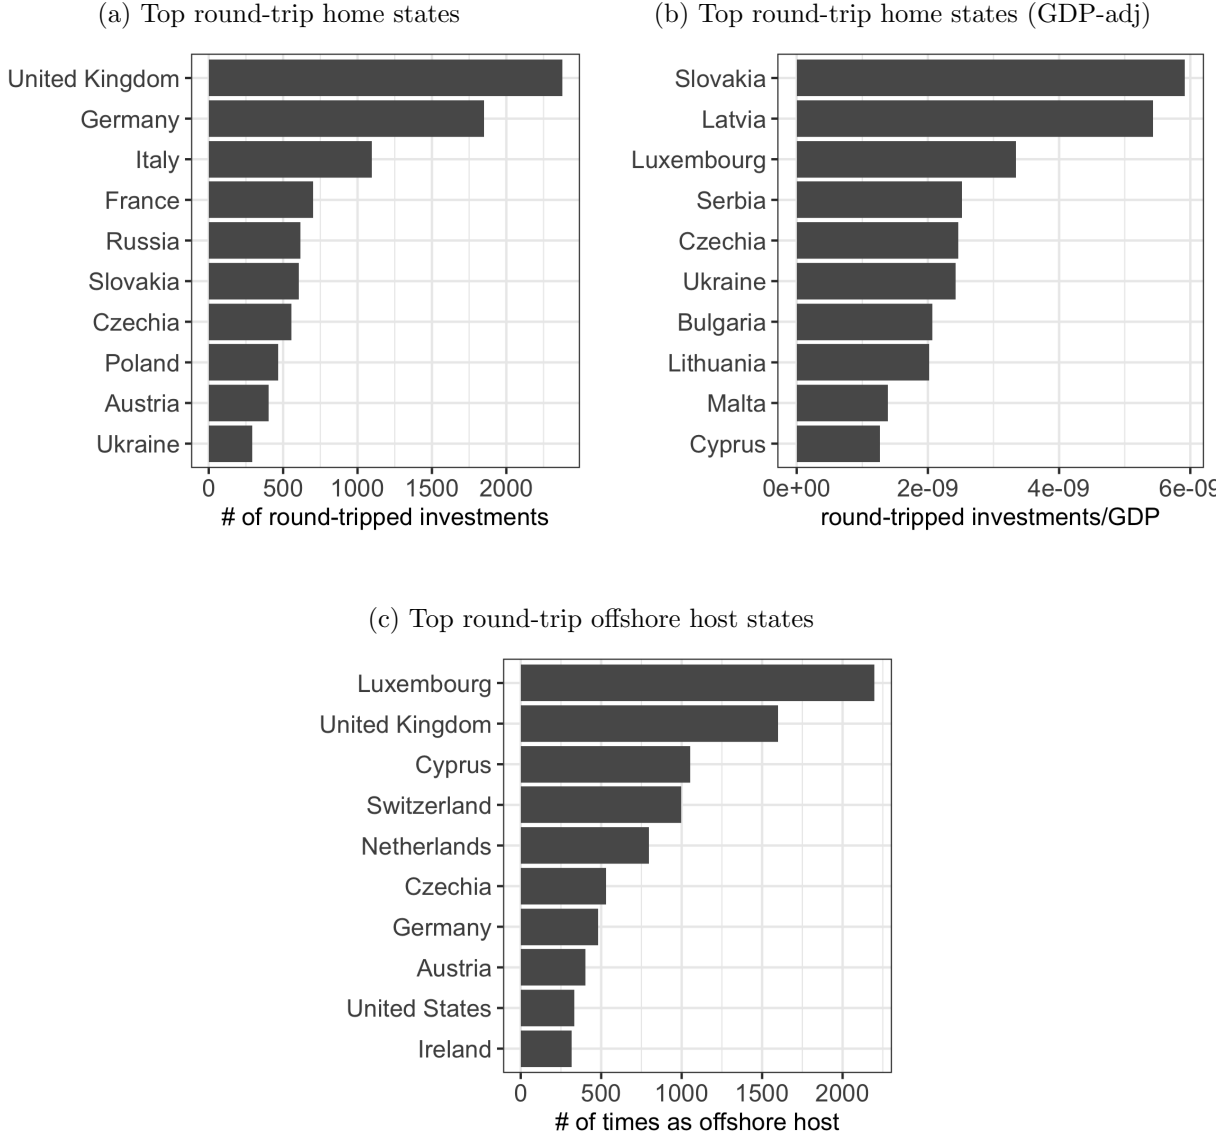 (a) Top round-trip home states
United Kingdom
Germany
Italy
France
Russia
Slovakia
Czechia
Poland
Austria
Ukraine
0 500 1000 1500 2000
# of round-tripped investments
(b) Top round-trip home states (GDP-adj)
Slovakia
Latvia
Luxembourg
Serbia
Czechia
Ukraine
Bulgaria
Lithuania
Malta
Cyprus
0e+00 2e-09 4e-09 6e-09
round-tripped investments/GDP
(c) Top round-trip offshore host states
Luxembourg
United Kingdom
Cyprus
Switzerland
Netherlands
Czechia
Germany
Austria
United States
Ireland
0 500 1000 1500 2000
# of times as offshore host